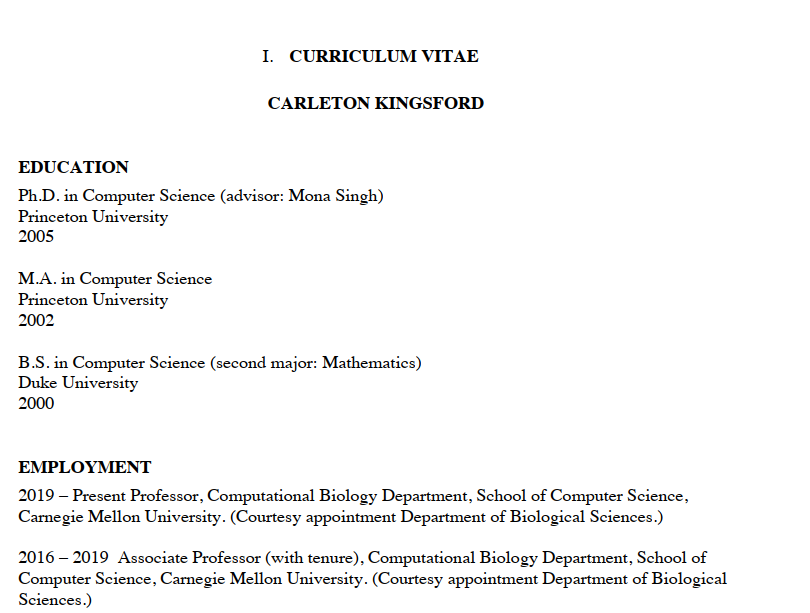 I. CURRICULUM VITAE
CARLETON KINGSFORD
EDUCATION
Ph.D. in Computer Science (advisor: Mona Singh)
Princeton University
2005
M.A. in Computer Science
Princeton University
2002
B.S. in Computer Science (second major: Mathematics)
Duke University
2000
EMPLOYMENT
2019 – Present Professor, Computational Biology Department, School of Computer Science,
Carnegie Mellon University. (Courtesy appointment Department of Biological Sciences.)
2016 – 2019 Associate Professor (with tenure), Computational Biology Department, School of
Computer Science, Carnegie Mellon University. (Courtesy appointment Department of Biological
Sciences.)